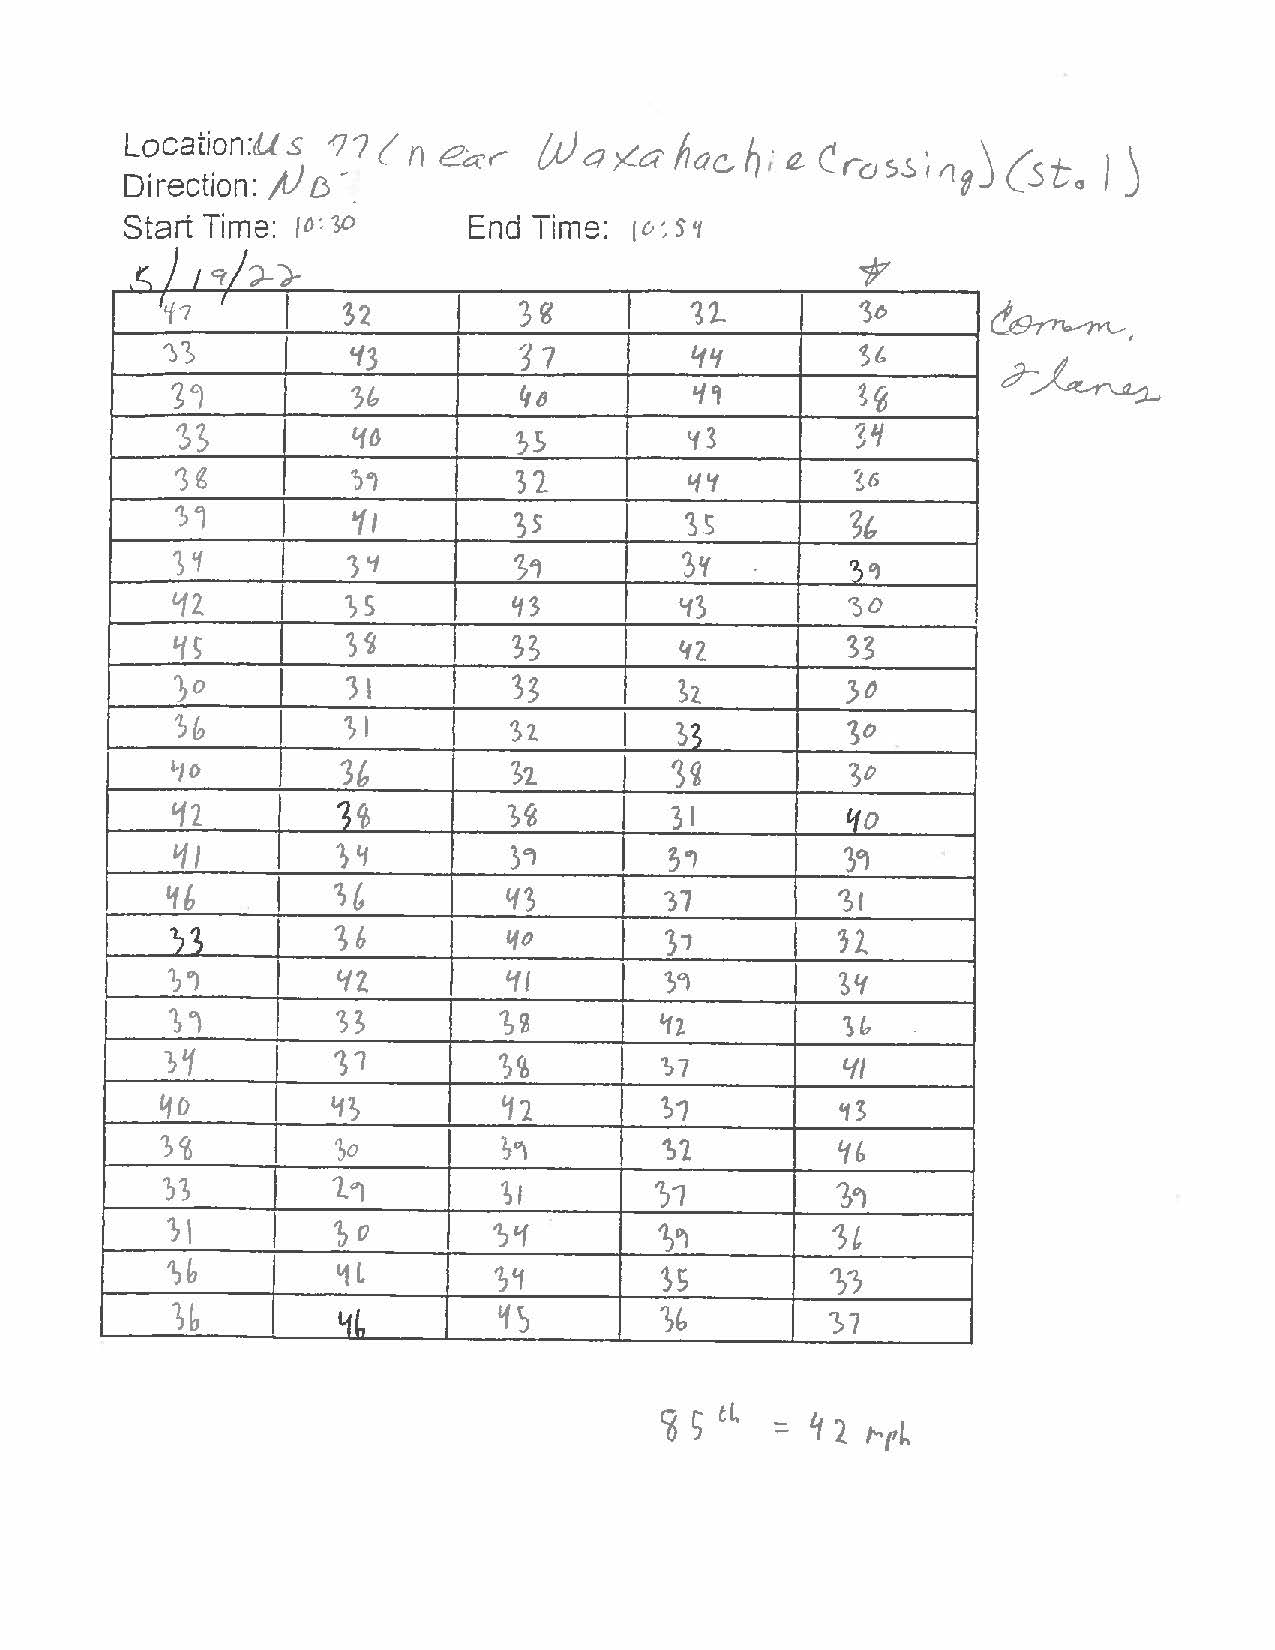 Location: US 77 (near Waxahachie Crossing) (St. 1)
Direction: NB
Start Time: 10:30 End Time: 10:54
5/19/22 *
47 32 38 32 30 Comm.
33 43 37 44 36 2 lanes
39 36 40 49 38
33 40 35 43 34
38 39 32 44 36
39 41 35 35 36
34 34 39 34 39
42 35 43 43 30
45 38 33 42 33
30 31 33 32 30
36 31 32 33 30
40 36 32 38 30
42 38 38 31 40
41 34 39 39 39
46 36 43 37 31
33 36 40 37 32
39 42 41 39 34
39 33 38 42 36
34 37 38 37 41
40 43 42 37 43
38 30 39 32 46
33 29 31 37 39
31 30 34 39 36
36 34 35 33
36 46 45 36 37
85th = 42 mph